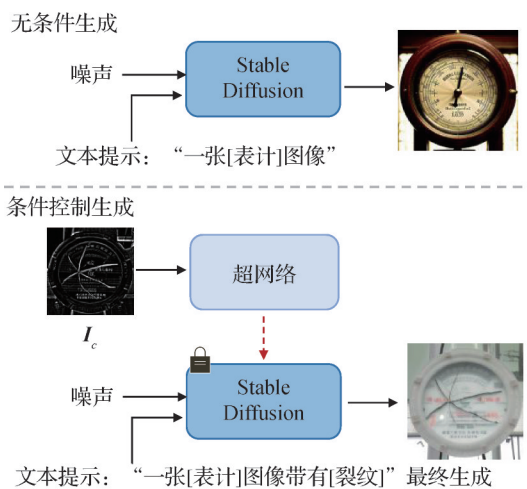 无条件生成
噪声
Stable
Diffusion
文本提示：“一张[表计]图像”
条件控制生成
超网络
I_c
噪声
Stable
Diffusion
文本提示：“一张[表计]图像带有[裂纹]”最终生成